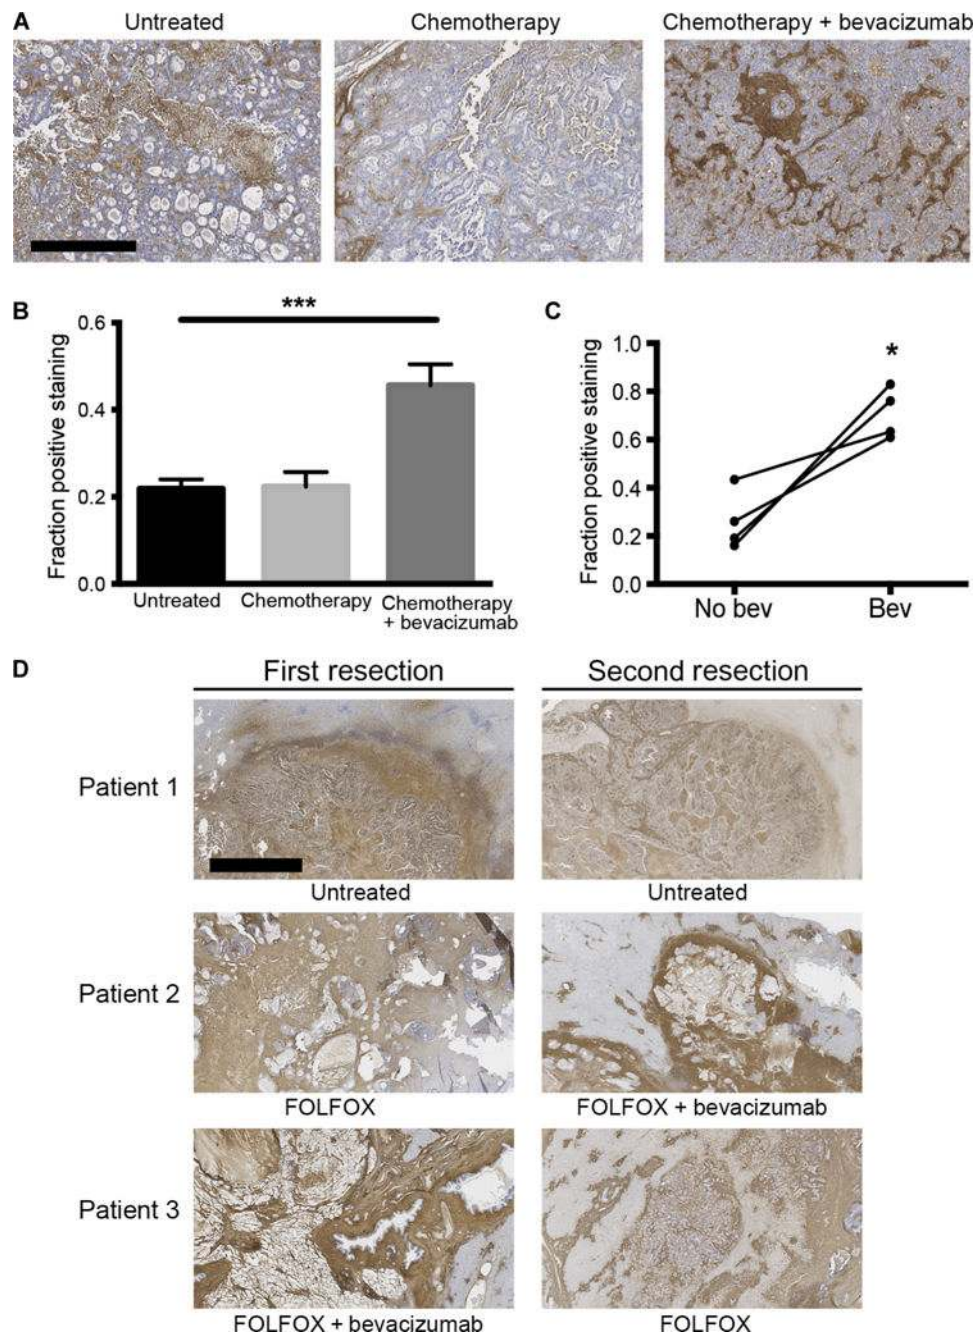 A
Untreated
Chemotherapy
Chemotherapy + bevacizumab
B
***
Fraction positive staining
0.6
0.4
0.2
0.0
Untreated
Chemotherapy
Chemotherapy
+ bevacizumab
C
*
Fraction positive staining
1.0
0.8
0.6
0.4
0.2
0.0
No bev
Bev
D
First resection
Second resection
Patient 1
Untreated
Untreated
Patient 2
FOLFOX
FOLFOX + bevacizumab
Patient 3
FOLFOX + bevacizumab
FOLFOX